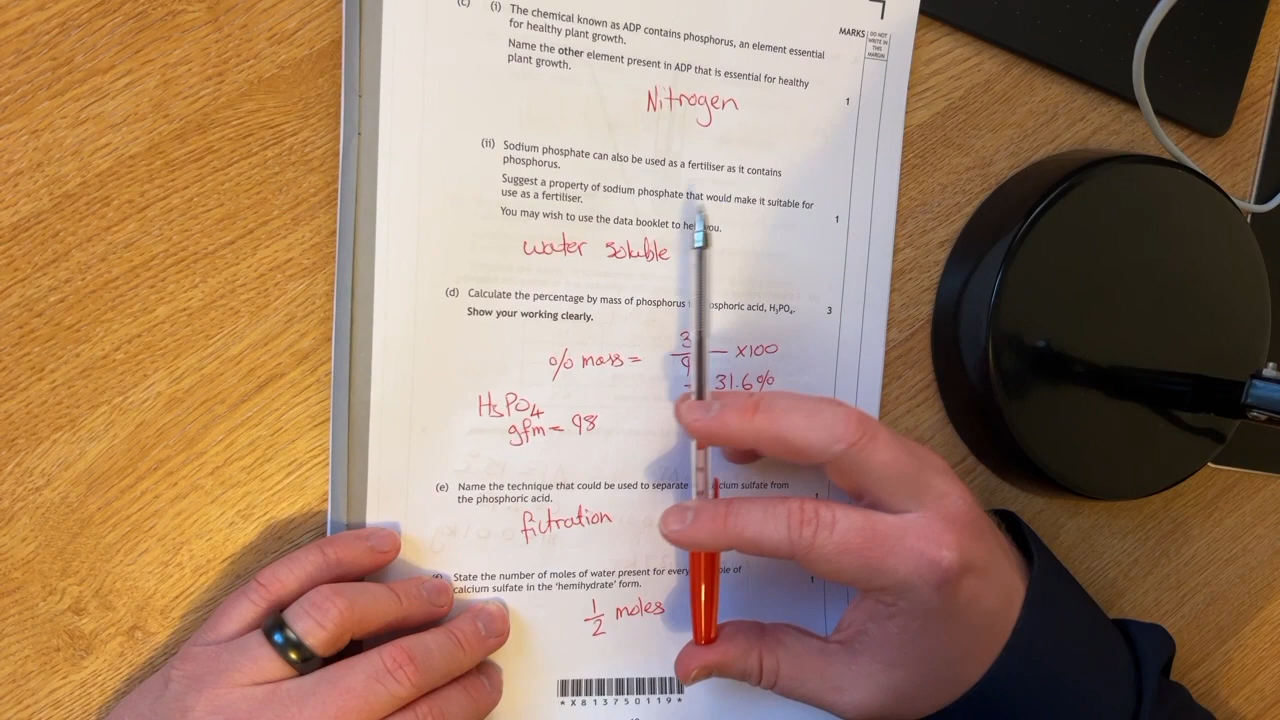 (c) (i) The chemical known as ADP contains phosphorus, an element essential
for healthy plant growth.
MARKS
DO NOT
WRITE IN
THIS
MARGIN
Name the other element present in ADP that is essential for healthy
plant growth.
1
Nitrogen
(ii) Sodium phosphate can also be used as a fertiliser as it contains
phosphorus.
Suggest a property of sodium phosphate that would make it suitable for
use as a fertiliser.
1
You may wish to use the data booklet to help you.
water soluble
(d) Calculate the percentage by mass of phosphorus phosphoric acid, H₃PO₄.
3
Show your working clearly.
% mass = ×100
31.6%
H₃PO₄
gfm = 98
(e) Name the technique that could be used to separate calcium sulfate from
the phosphoric acid.
1
filtration
State the number of moles of water present for every mole of
calcium sulfate in the 'hemihydrate' form.
1
1/2 moles
*X813750119*